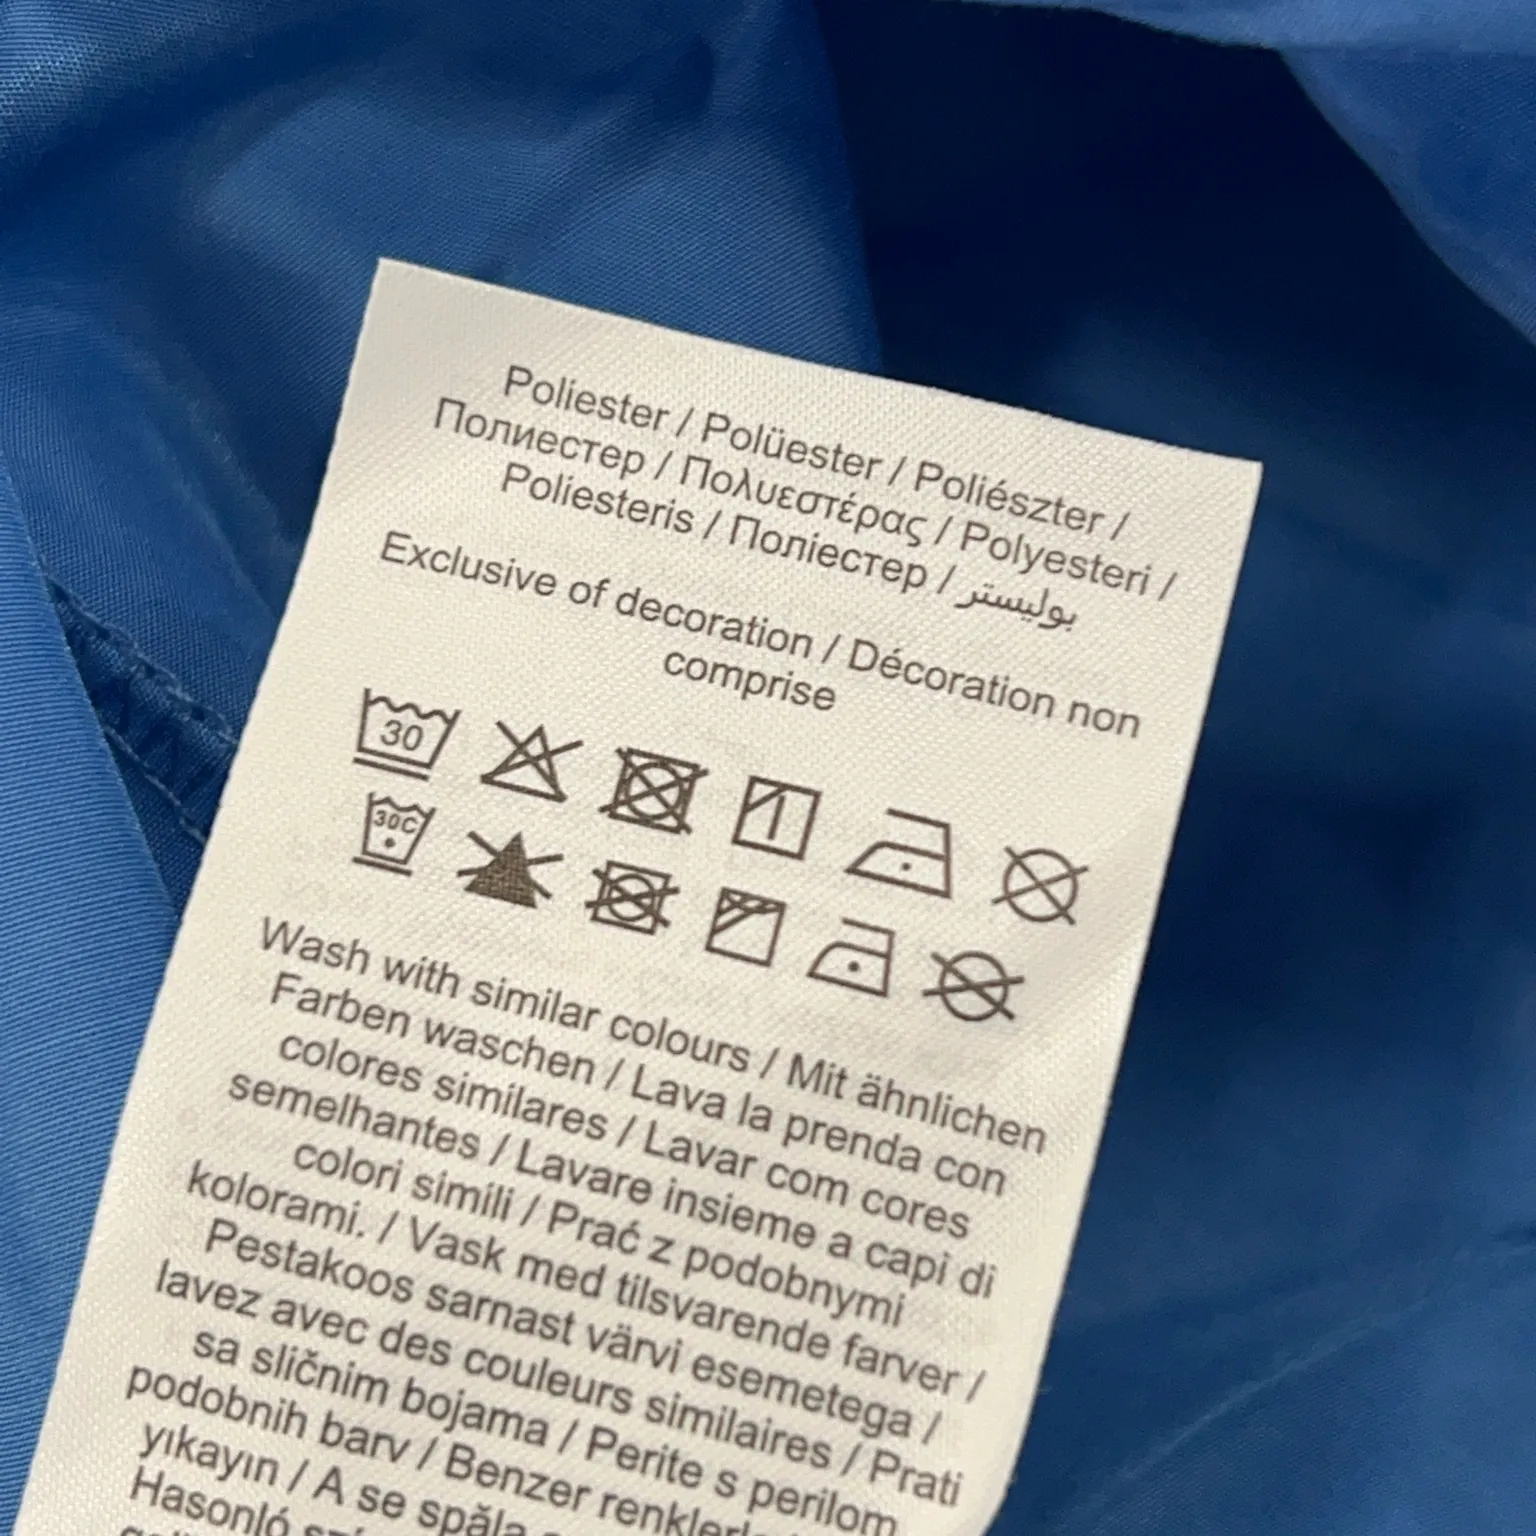 Poliester / Polüester / Poliészter /
Полиестер / Πολυεστέρας / Polyesteri /
Poliesteris / Поліестер / بوليستر
Exclusive of decoration / Décoration non
comprise
30
30C
Wash with similar colours / Mit ähnlichen
Farben waschen / Lava la prenda con
colores similares / Lavar com cores
semelhantes / Lavare insieme a capi di
colori simili / Prać z podobnymi
kolorami. / Vask med tilsvarende farver /
Pestakoos sarnast värvi esemetega /
lavez avec des couleurs similaires / Prati
sa sličnim bojama / Perite s perilom
podobnih barv / Benzer renklerle
yıkayın / A se spăla
Hasonló